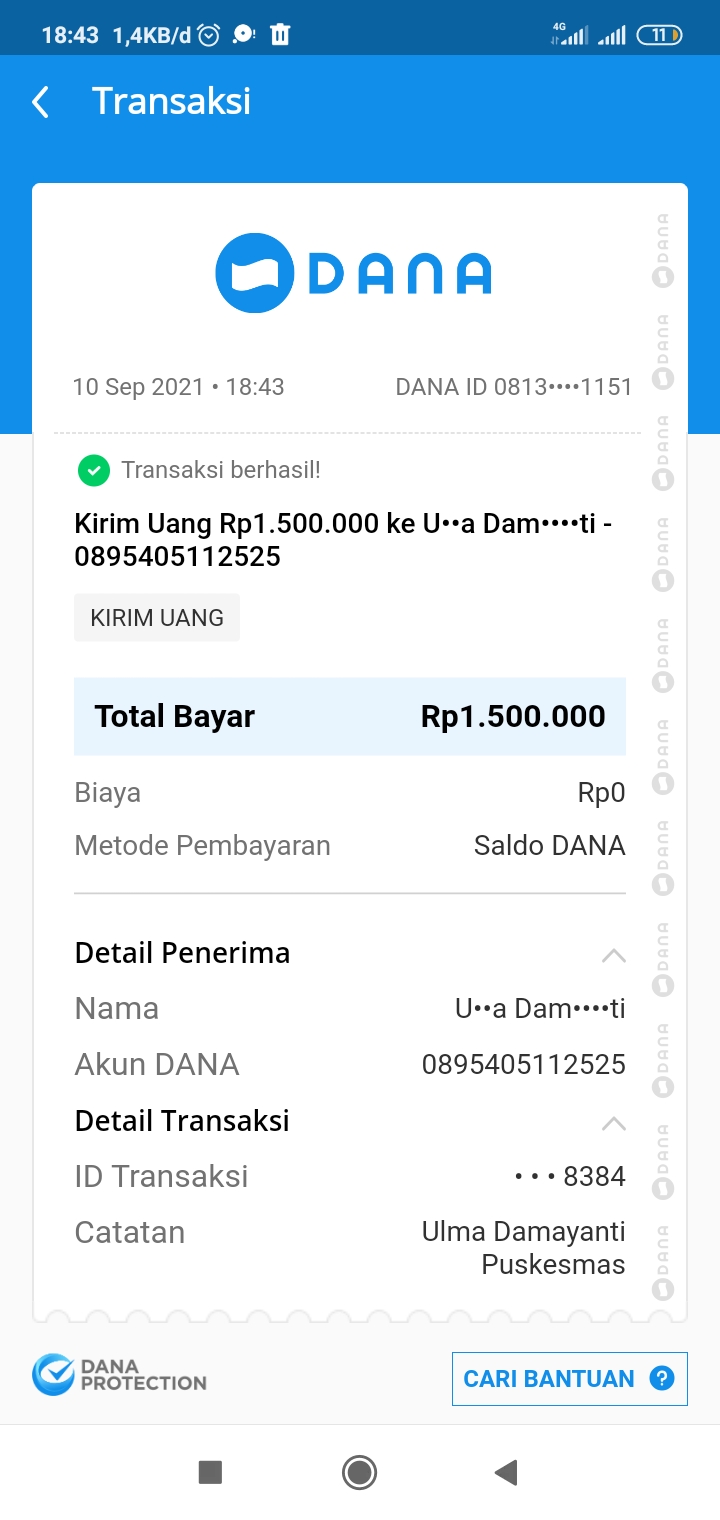 18:43 1,4KB/d
4G
11
Transaksi
DANA
10 Sep 2021 • 18:43 DANA ID 0813••••1151
Transaksi berhasil!
Kirim Uang Rp1.500.000 ke U••a Dam••••ti -
0895405112525
KIRIM UANG
Total Bayar Rp1.500.000
Biaya Rp0
Metode Pembayaran Saldo DANA
Detail Penerima
Nama U••a Dam••••ti
Akun DANA 0895405112525
Detail Transaksi
ID Transaksi • • • 8384
Catatan Ulma Damayanti
Puskesmas
DANA
DANA
DANA
DANA
DANA
DANA
DANA
DANA
DANA
DANA
DANA
DANA
PROTECTION
CARI BANTUAN ?